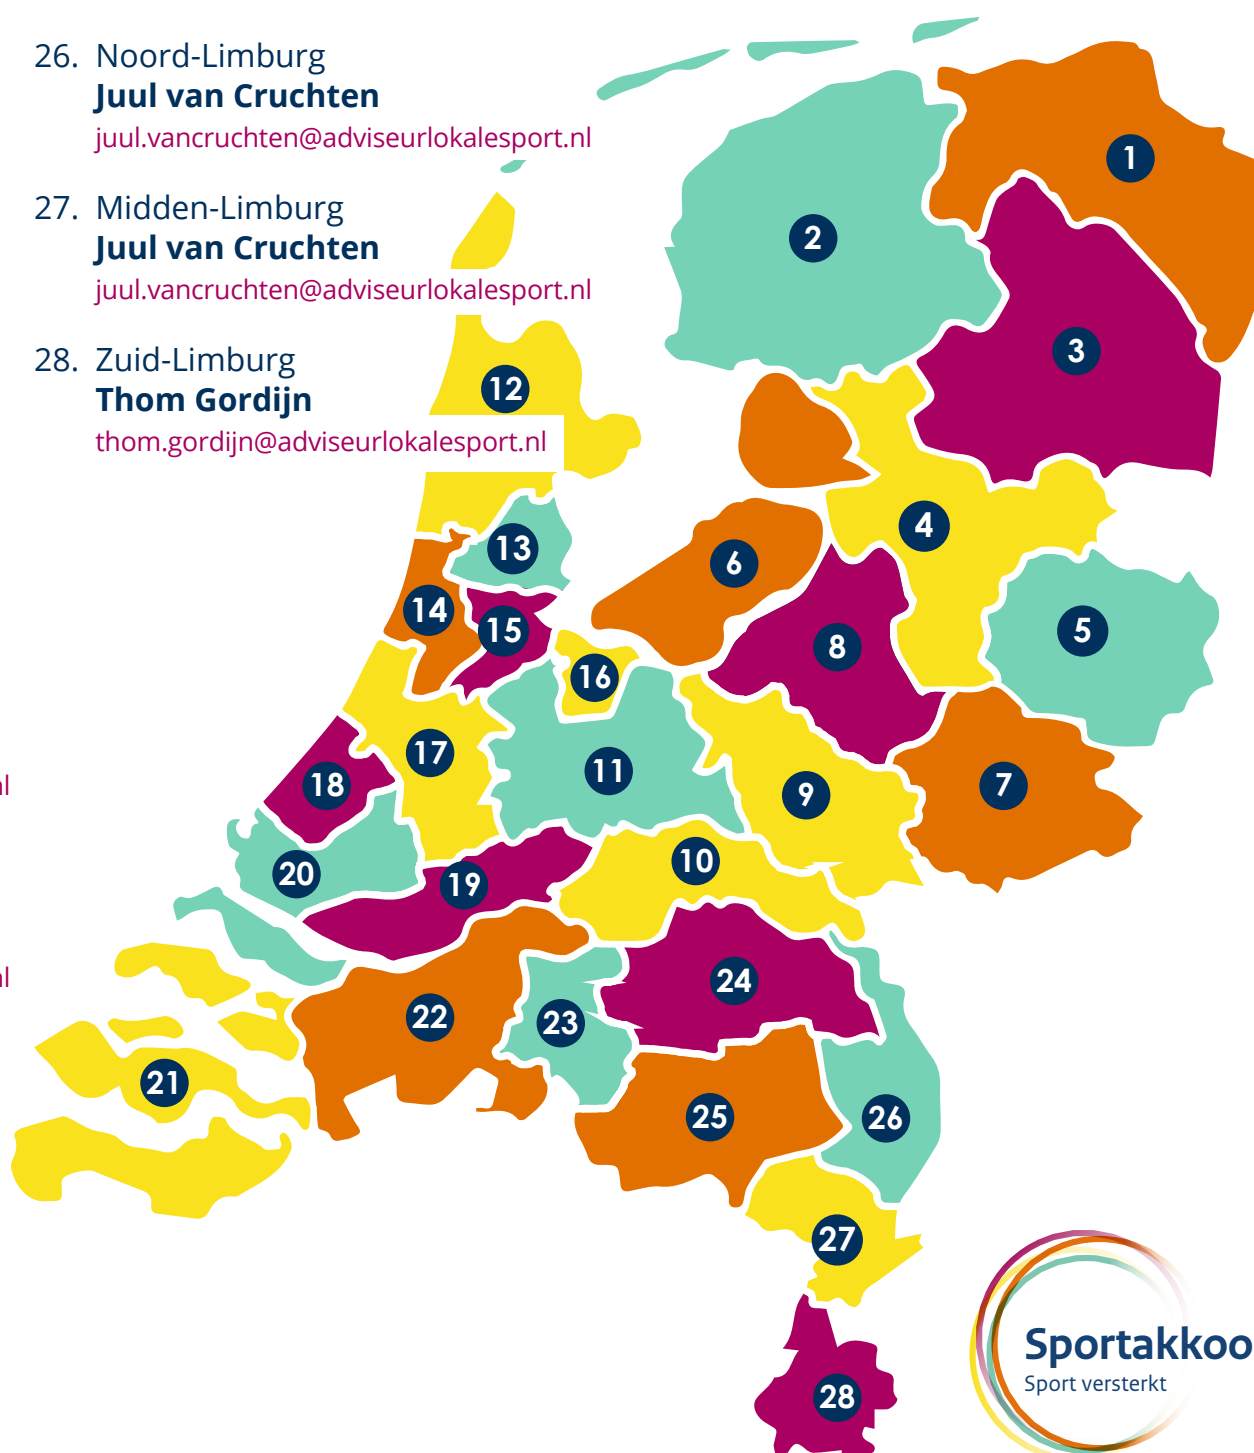 26. Noord-Limburg
Juul van Cruchten
juul.vancruchten@adviseurlokalesport.nl
27. Midden-Limburg
Juul van Cruchten
juul.vancruchten@adviseurlokalesport.nl
28. Zuid-Limburg
Thom Gordijn
thom.gordijn@adviseurlokalesport.nl
1
2
3
12
4
13
6
14
15
5
8
16
17
11
18
7
9
10
20
19
24
22
23
21
25
26
27
28
nl
nl
Sportakkoo
Sport versterkt